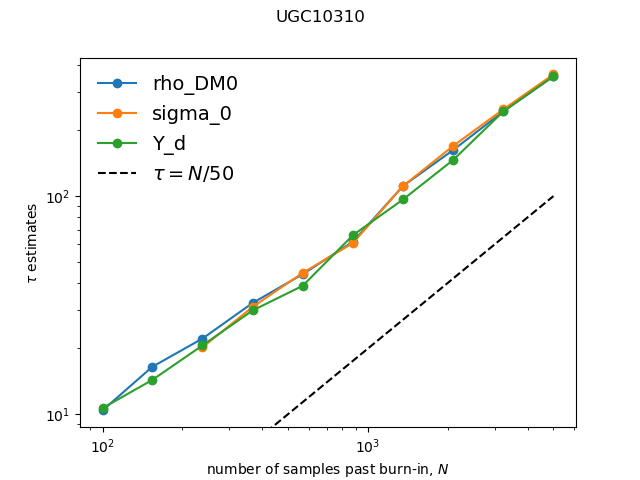 UGC10310
rho_DM0
sigma_0
Y_d
τ = N/50
10²
10¹
τ estimates
10²
10³
number of samples past burn-in, N